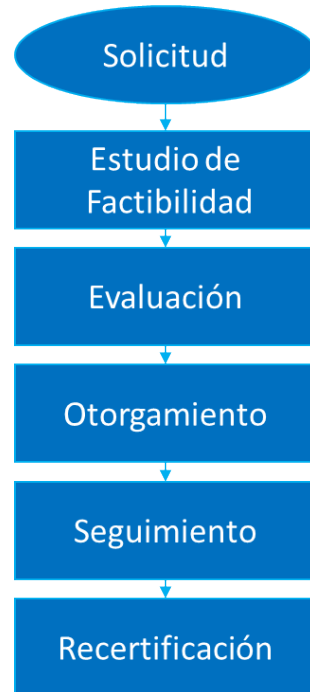 Solicitud
Estudio de
Factibilidad
Evaluación
Otorgamiento
Seguimiento
Recertificación